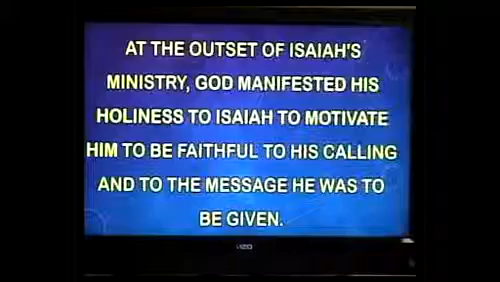 AT THE OUTSET OF ISAIAH'S
MINISTRY, GOD MANIFESTED HIS
HOLINESS TO ISAIAH TO MOTIVATE
HIM TO BE FAITHFUL TO HIS CALLING
AND TO THE MESSAGE HE WAS TO
BE GIVEN.
VIZIO